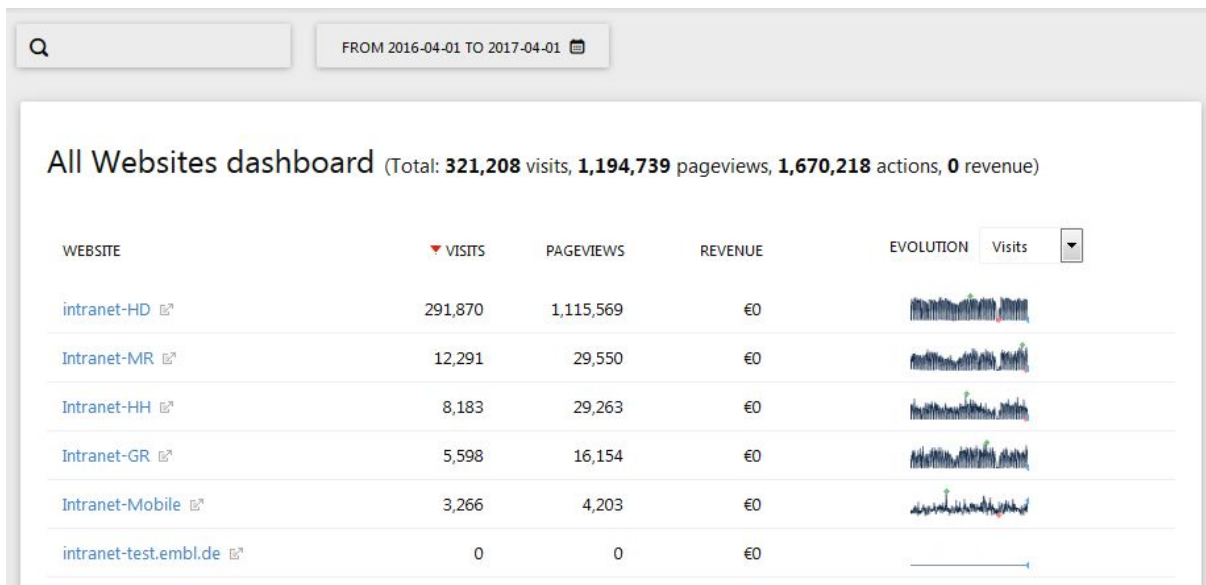 FROM 2016-04-01 TO 2017-04-01
All Websites dashboard (Total: 321,208 visits, 1,194,739 pageviews, 1,670,218 actions, 0 revenue)
WEBSITE VISITS PAGEVIEWS REVENUE EVOLUTION Visits
intranet-HD 291,870 1,115,569 €0
Intranet-MR 12,291 29,550 €0
Intranet-HH 8,183 29,263 €0
Intranet-GR 5,598 16,154 €0
Intranet-Mobile 3,266 4,203 €0
intranet-test.embl.de 0 0 €0